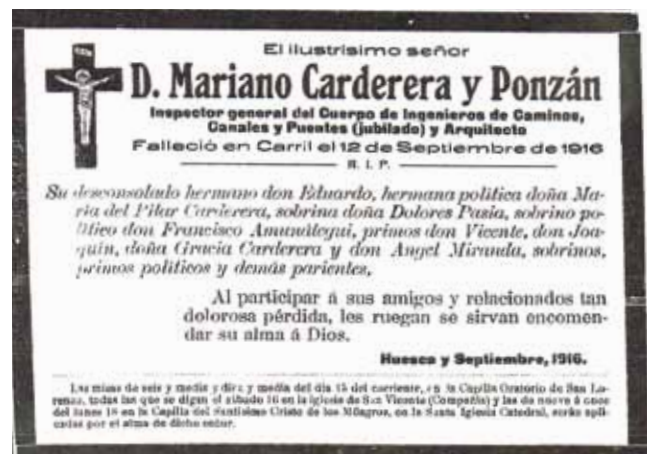 El ilustrísimo señor
D. Mariano Carderera y Ponzán
Inspector general del Cuerpo de Ingenieros de Caminos,
Canales y Puentes (jubilado) y Arquitecto
Falleció en Carril el 12 de Septiembre de 1916
R. I. P.
Su desconsolado hermano don Eduardo, hermana política doña Ma-
ría del Pilar Carderera, sobrina doña Dolores Pasía, sobrino po-
lítico don Francisco Amunátegui, primos don Vicente, don Joa-
quín, doña Gracia Carderera y don Angel Miranda, sobrinos,
primos políticos y demás parientes,
Al participar á sus amigos y relacionados tan
dolorosa pérdida, les ruegan se sirvan encomen-
dar su alma á Dios.
Huesca y Septiembre, 1916.
Las misas de seis y media y diez y media del día 15 del corriente, en la Capilla Oratorio de San Lo-
renzo, todas las que se digan el sábado 16 en la iglesia de San Vicente (Compañía) y las de nueve á once
del lunes 18 en la Capilla del Santísimo Cristo de los Milagros, en la Santa Iglesia Catedral, serán apli-
cadas por el alma de dicho señor.